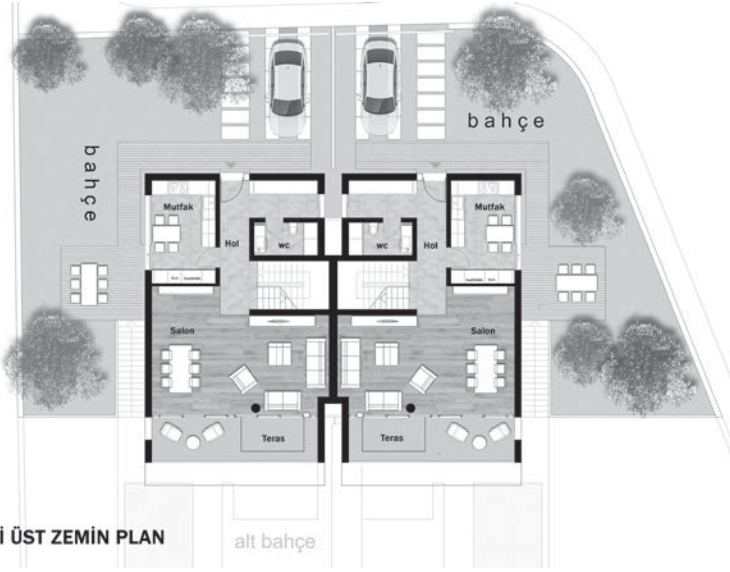 bahçe
bahçe
Mutfak
Mutfak
Hol
wc
wc
Hol
Salon
Salon
Teras
Teras
İ ÜST ZEMİN PLAN
alt bahçe